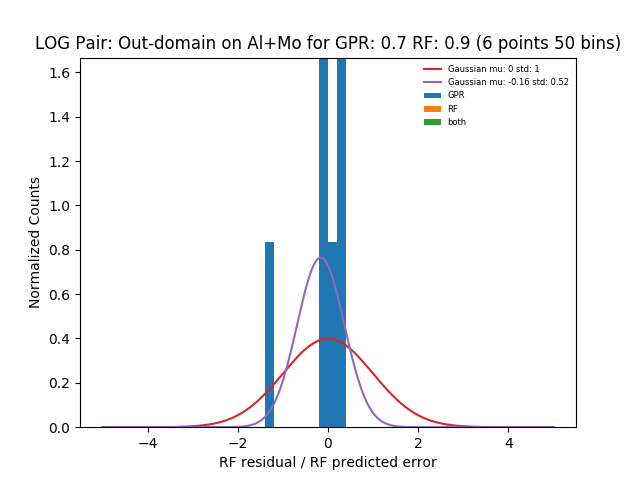 LOG Pair: Out-domain on Al+Mo for GPR: 0.7 RF: 0.9 (6 points 50 bins)
Gaussian mu: 0 std: 1
Gaussian mu: -0.16 std: 0.52
GPR
RF
both
Normalized Counts
1.6
1.4
1.2
1.0
0.8
0.6
0.4
0.2
0.0
−4 −2 0 2 4
RF residual / RF predicted error